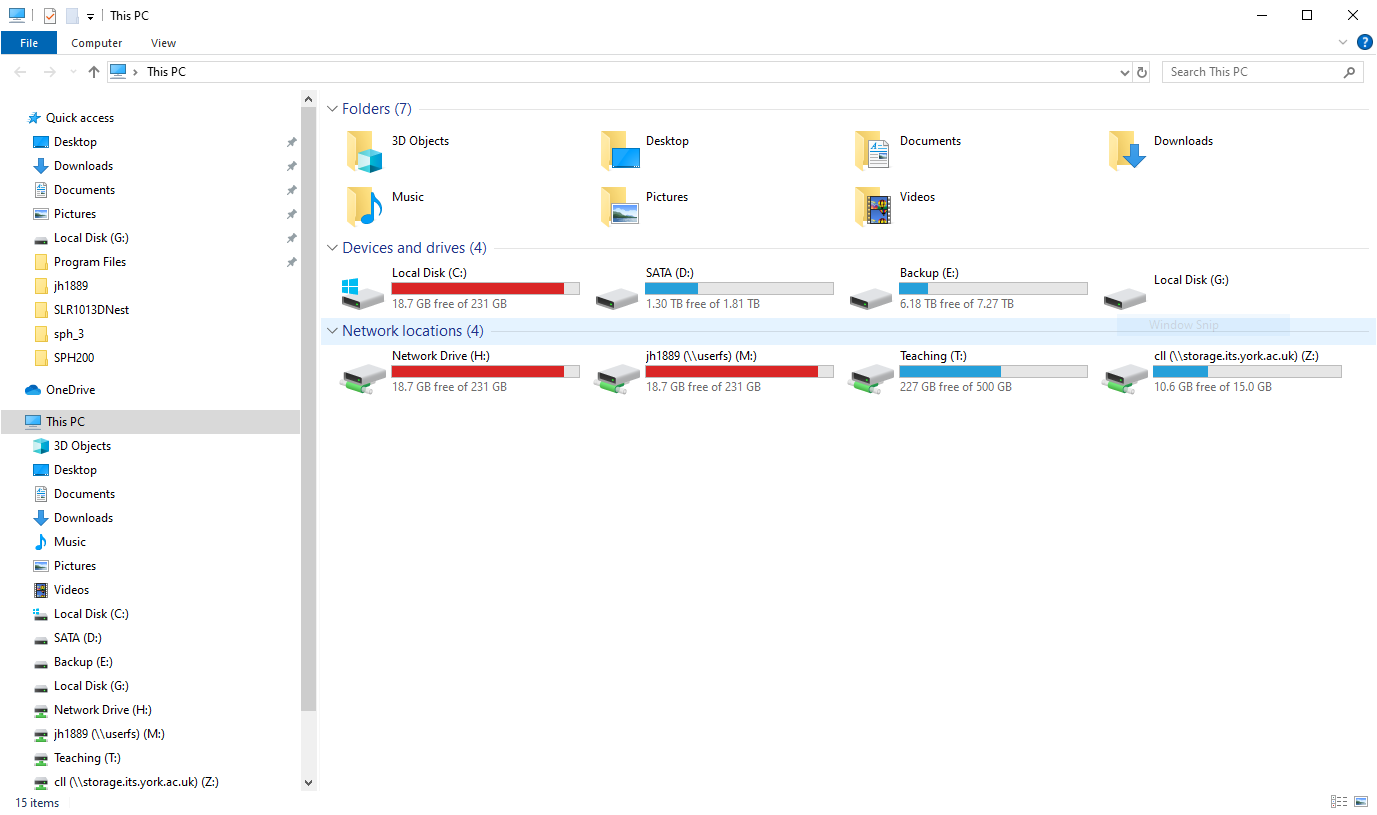 This PC
File Computer View
This PC
Search This PC
Quick access
Desktop
Downloads
Documents
Pictures
Local Disk (G:)
Program Files
jh1889
SLR1013DNest
sph_3
SPH200
OneDrive
This PC
3D Objects
Desktop
Documents
Downloads
Music
Pictures
Videos
Local Disk (C:)
SATA (D:)
Backup (E:)
Local Disk (G:)
Network Drive (H:)
jh1889 (\\userfs) (M:)
Teaching (T:)
cll (\\storage.its.york.ac.uk) (Z:)
Folders (7)
3D Objects Desktop Documents Downloads
Music Pictures Videos
Devices and drives (4)
Local Disk (C:) SATA (D:) Backup (E:) Local Disk (G:)
18.7 GB free of 231 GB 1.30 TB free of 1.81 TB 6.18 TB free of 7.27 TB
Window Snip
Network locations (4)
Network Drive (H:) jh1889 (\\userfs) (M:) Teaching (T:) cll (\\storage.its.york.ac.uk) (Z:)
18.7 GB free of 231 GB 18.7 GB free of 231 GB 227 GB free of 500 GB 10.6 GB free of 15.0 GB
15 items